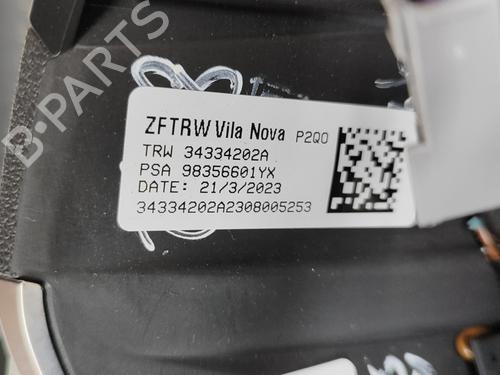 ZFTRW Vila Nova P2Q0
TRW 34334202A
PSA 98356601YX
DATE: 21/3/2023
34334202A2308005253
B-PARTS